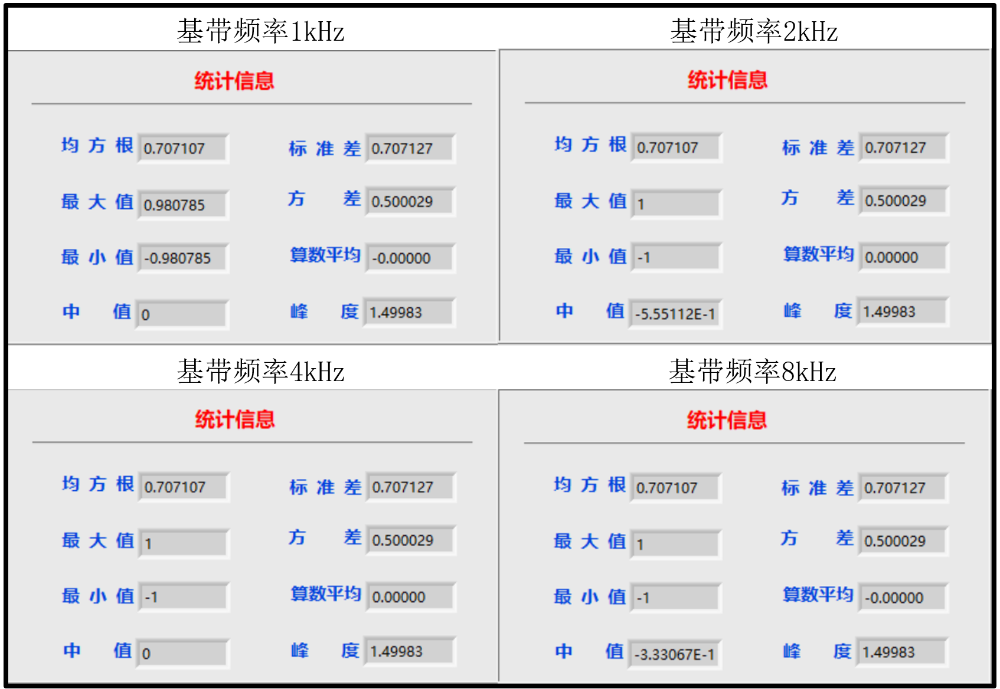 基带频率1kHz
统计信息
均方根 0.707107 标准差 0.707127
最大值 0.980785 方差 0.500029
最小值 -0.980785 算数平均 -0.00000
中值 0 峰度 1.49983
基带频率2kHz
统计信息
均方根 0.707107 标准差 0.707127
最大值 1 方差 0.500029
最小值 -1 算数平均 0.00000
中值 -5.55112E-1 峰度 1.49983
基带频率4kHz
统计信息
均方根 0.707107 标准差 0.707127
最大值 1 方差 0.500029
最小值 -1 算数平均 0.00000
中值 0 峰度 1.49983
基带频率8kHz
统计信息
均方根 0.707107 标准差 0.707127
最大值 1 方差 0.500029
最小值 -1 算数平均 -0.00000
中值 -3.33067E-1 峰度 1.49983